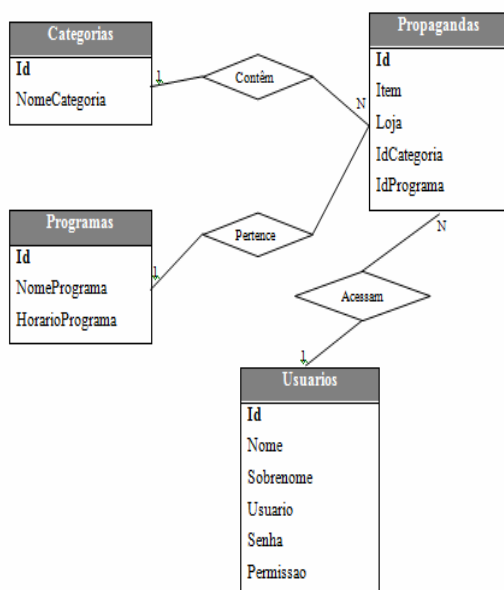 Categorias
Id
NomeCategoria
1
Contêm
N
Propagandas
Id
Item
Loja
IdCategoria
IdPrograma
Programas
Id
NomePrograma
HorarioPrograma
1
Pertence
N
Acessam
1
Usuarios
Id
Nome
Sobrenome
Usuario
Senha
Permissao